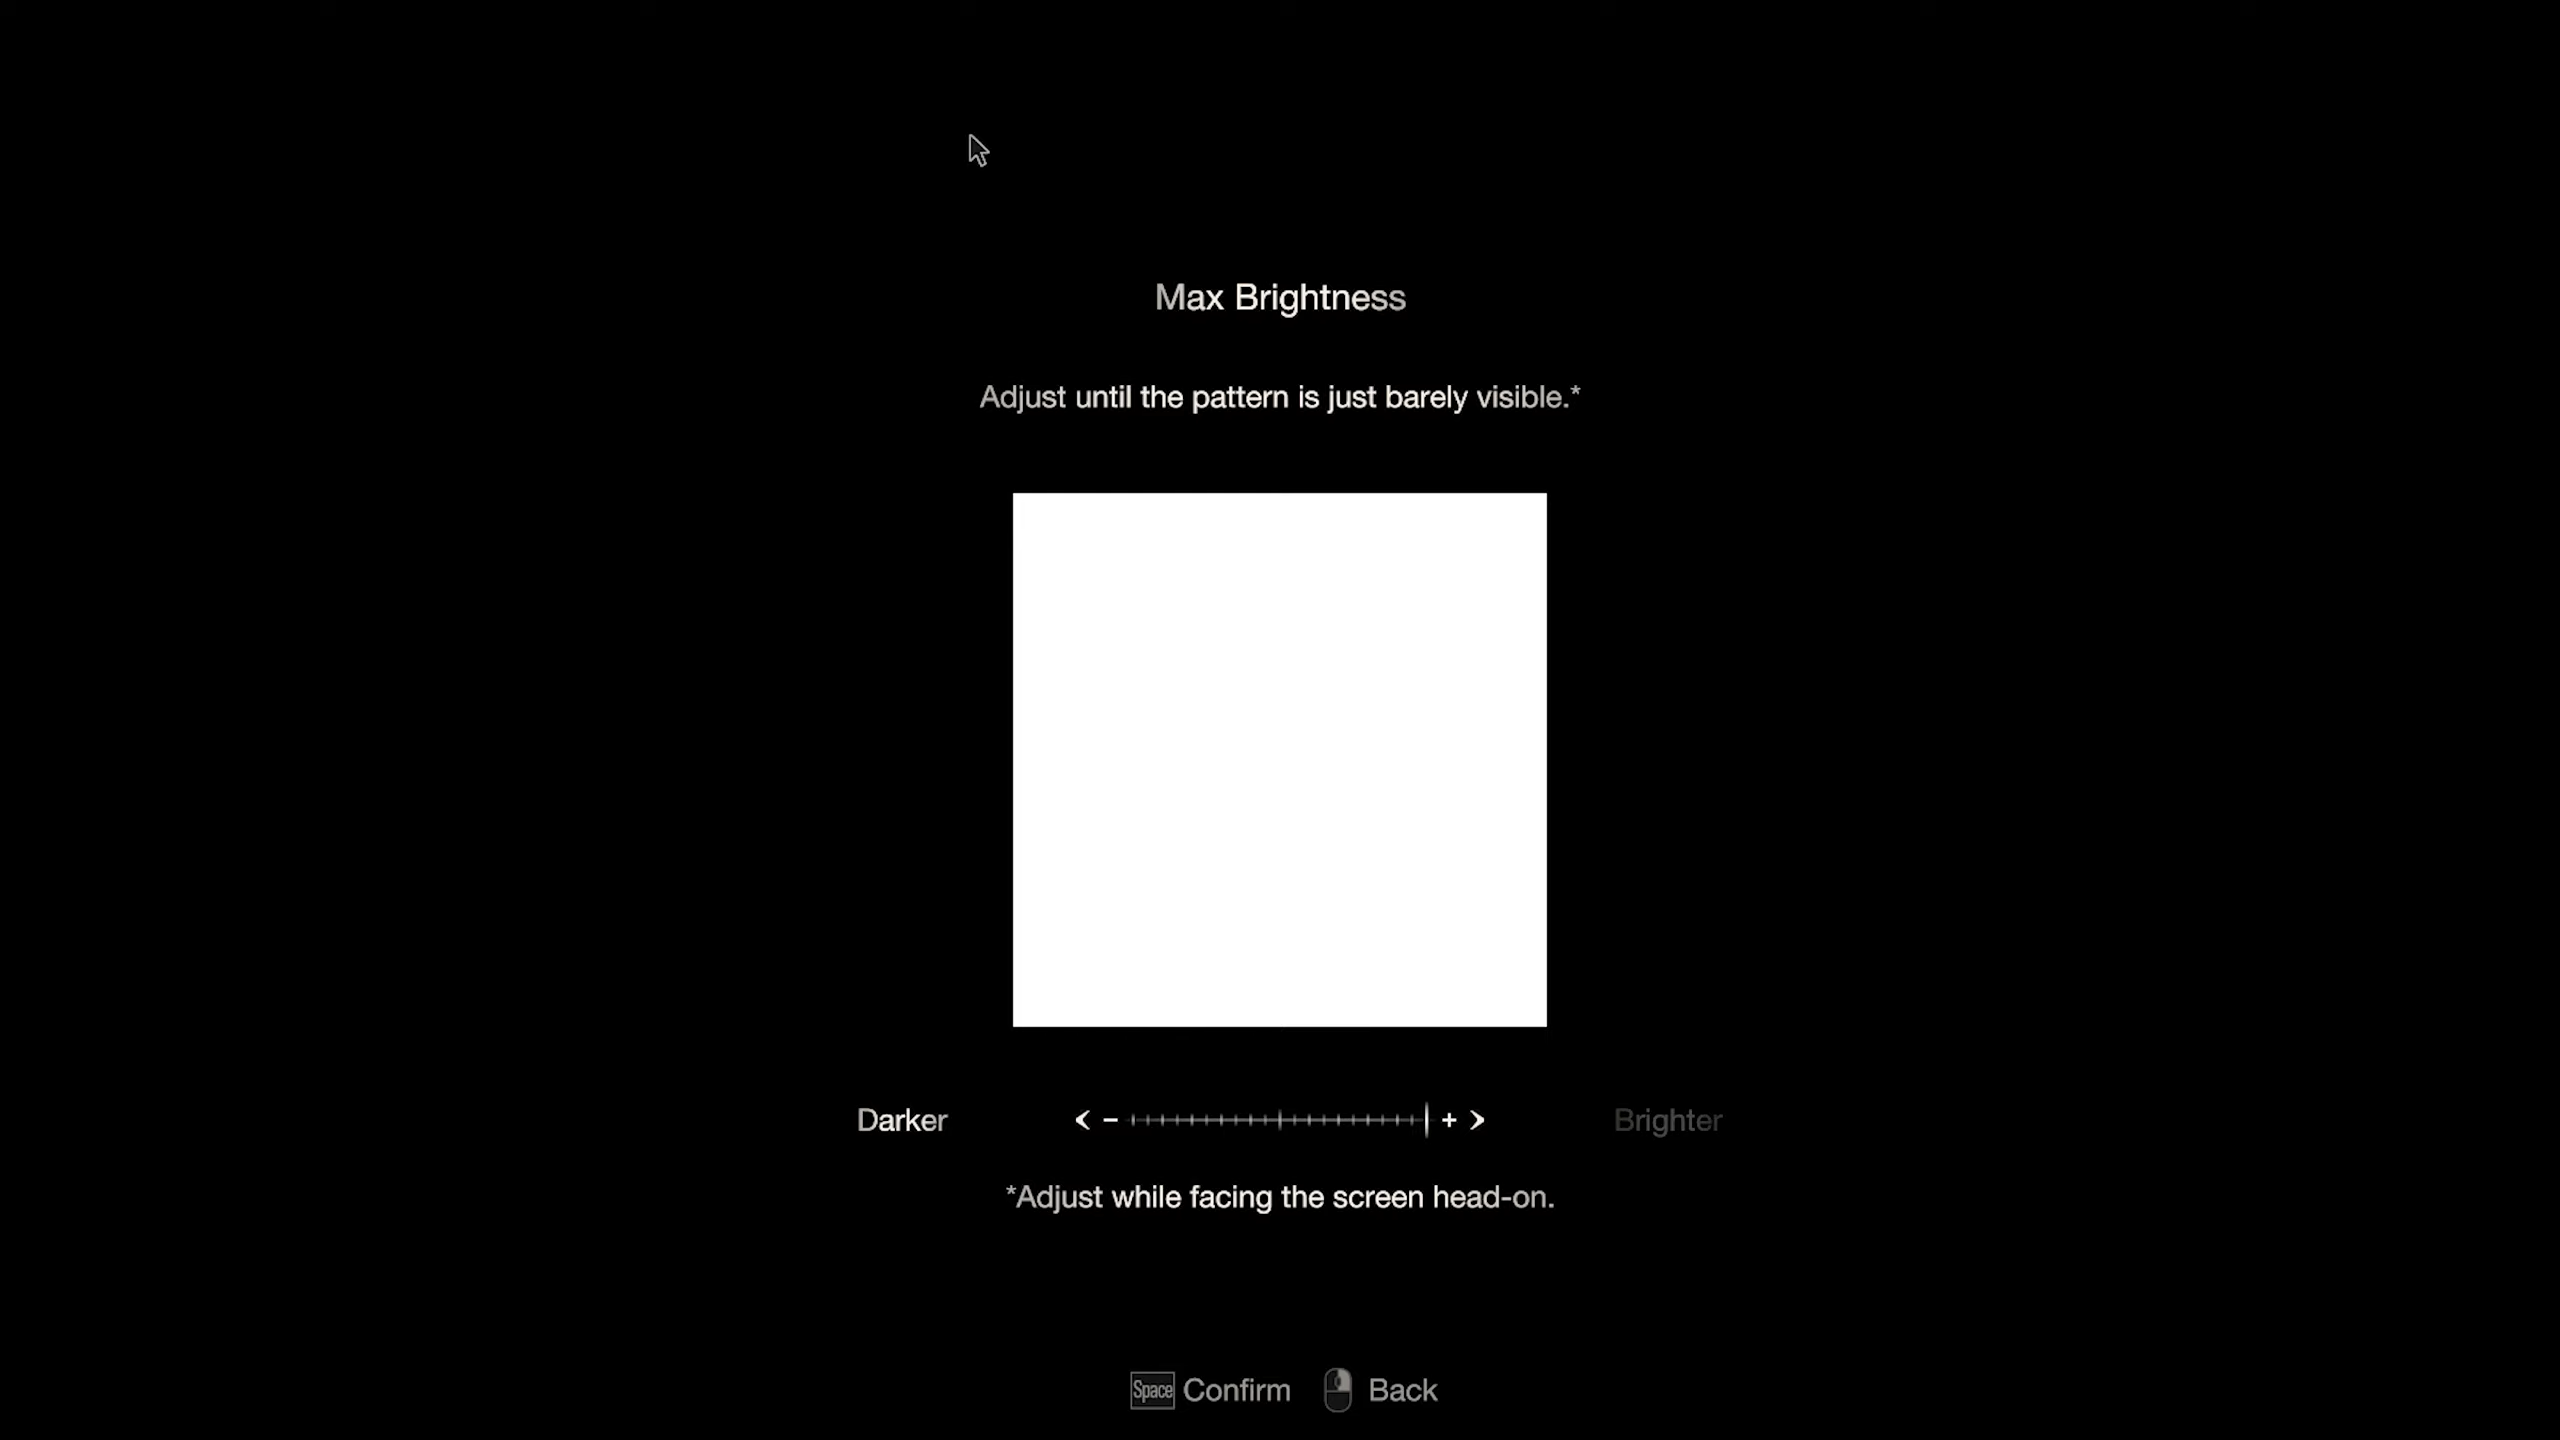 Max Brightness
Adjust until the pattern is just barely visible.*
Darker - + Brighter
*Adjust while facing the screen head-on.
Space Confirm Back